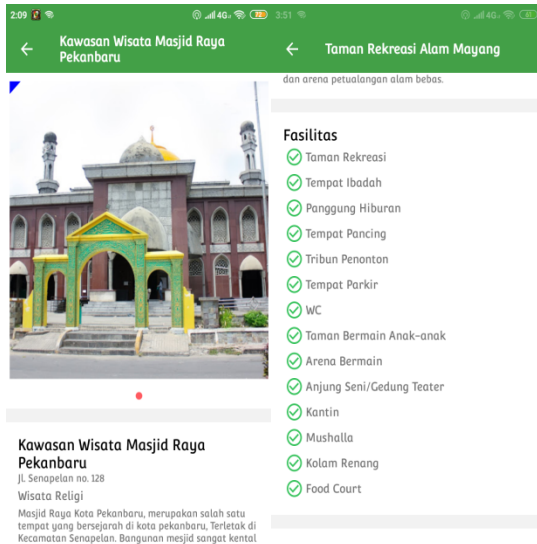 2:09
4G
72
Kawasan Wisata Masjid Raya
Pekanbaru
Kawasan Wisata Masjid Raya
Pekanbaru
Jl. Senapelan no. 128
Wisata Religi
Masjid Raya Kota Pekanbaru, merupakan salah satu
tempat yang bersejarah di kota pekanbaru, Terletak di
Kecamatan Senapelan. Bangunan mesjid sangat kental
3:51
4G
Taman Rekreasi Alam Mayang
dan arena petualangan alam bebas.
Fasilitas
Taman Rekreasi
Tempat Ibadah
Panggung Hiburan
Tempat Pancing
Tribun Penonton
Tempat Parkir
WC
Taman Bermain Anak-anak
Arena Bermain
Anjung Seni/Gedung Teater
Kantin
Mushalla
Kolam Renang
Food Court